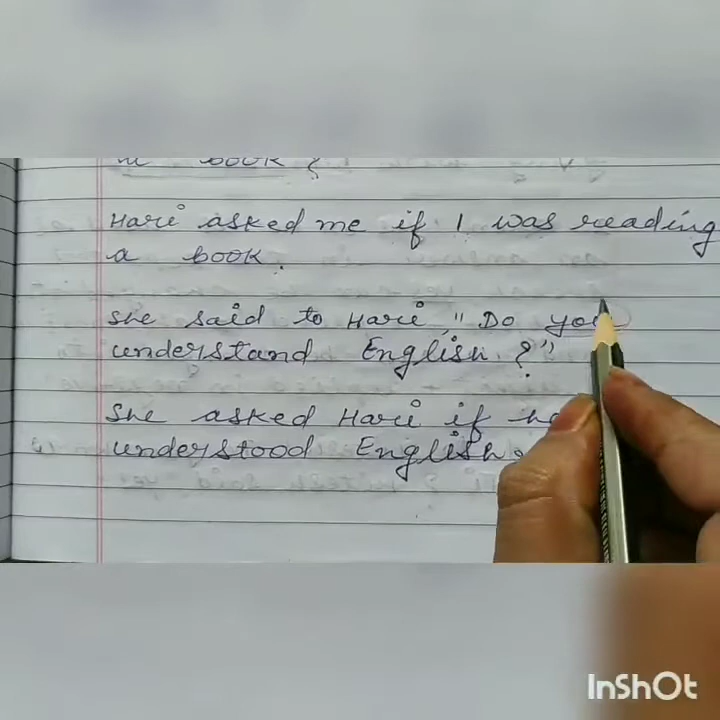 book ?
Hari asked me if I was reading
a book.
She said to Hari, "Do you
understand English?"
She asked Hari if he
understood English.
InShOt